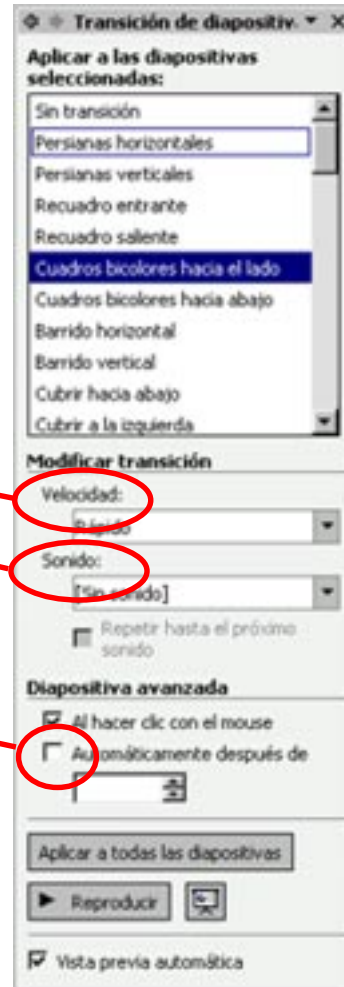 Transición de diapositiv.
Aplicar a las diapositivas
seleccionadas:
Sin transición
Persianas horizontales
Persianas verticales
Recuadro entrante
Recuadro saliente
Cuadros bicolores hacia el lado
Cuadros bicolores hacia abajo
Barrido horizontal
Barrido vertical
Cubrir hacia abajo
Cubrir a la izquierda
Modificar transición
Velocidad:
Rápido
Sonido:
[Sin sonido]
Repetir hasta el próximo
sonido
Diapositiva avanzada
Al hacer clic con el mouse
Automáticamente después de
Aplicar a todas las diapositivas
Reproducir
Vista previa automática